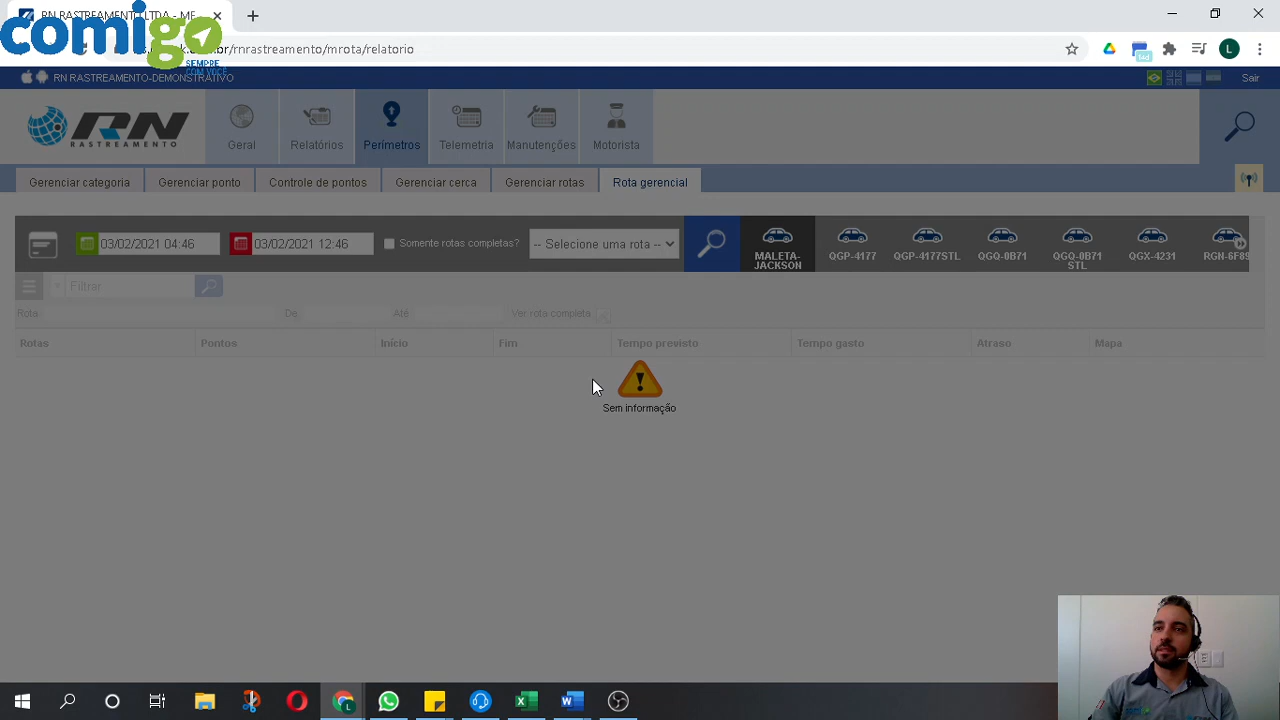 RN RASTREAMENTO LTDA - ME
comigo
SEMPRE
COM VOCÊ
/rnrastreamento/mrota/relatorio
L
RN RASTREAMENTO-DEMONSTRATIVO
Sair
RN
RASTREAMENTO
Geral
Relatórios
Perímetros
Telemetria
Manutenções
Motorista
Gerenciar categoria
Gerenciar ponto
Controle de pontos
Gerenciar cerca
Gerenciar rotas
Rota gerencial
03/02/2021 04:46
03/02/2021 12:46
Somente rotas completas?
-- Selecione uma rota --
MALETA-
JACKSON
QGP-4177
QGP-4177STL
QGQ-0B71
QGQ-0B71
STL
QGX-4231
RGN-6F89
Filtrar
Rota
De
Até
Ver rota completa
Rotas
Pontos
Início
Fim
Tempo previsto
Tempo gasto
Atraso
Mapa
Sem informação